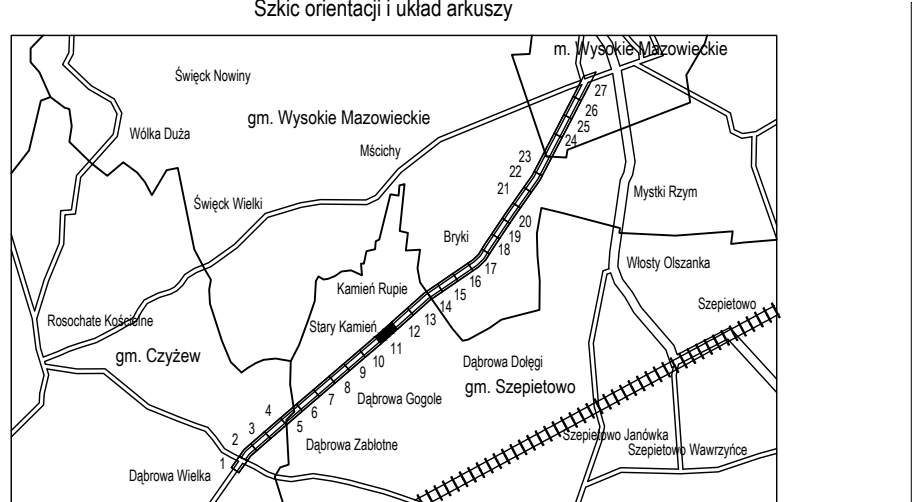 Szkic orientacji i układ arkuszy
m. Wysokie Mazowieckie
Święck Nowiny
gm. Wysokie Mazowieckie
Wólka Duża
Mścichy
Święck Wielki
Mystki Rzym
Bryki
Włosty Olszanka
Kamień Rupie
Szepietowo
Rosochate Kościelne
Stary Kamień
gm. Czyżew
Dąbrowa Dołęgi
gm. Szepietowo
Dąbrowa Gogole
Dąbrowa Zabłotne
Szepietowo Janówka
Szepietowo Wawrzyńce
Dąbrowa Wielka
1
2
3
4
5
6
7
8
9
10
11
12
13
14
15
16
17
18
19
20
21
22
23
24
25
26
27